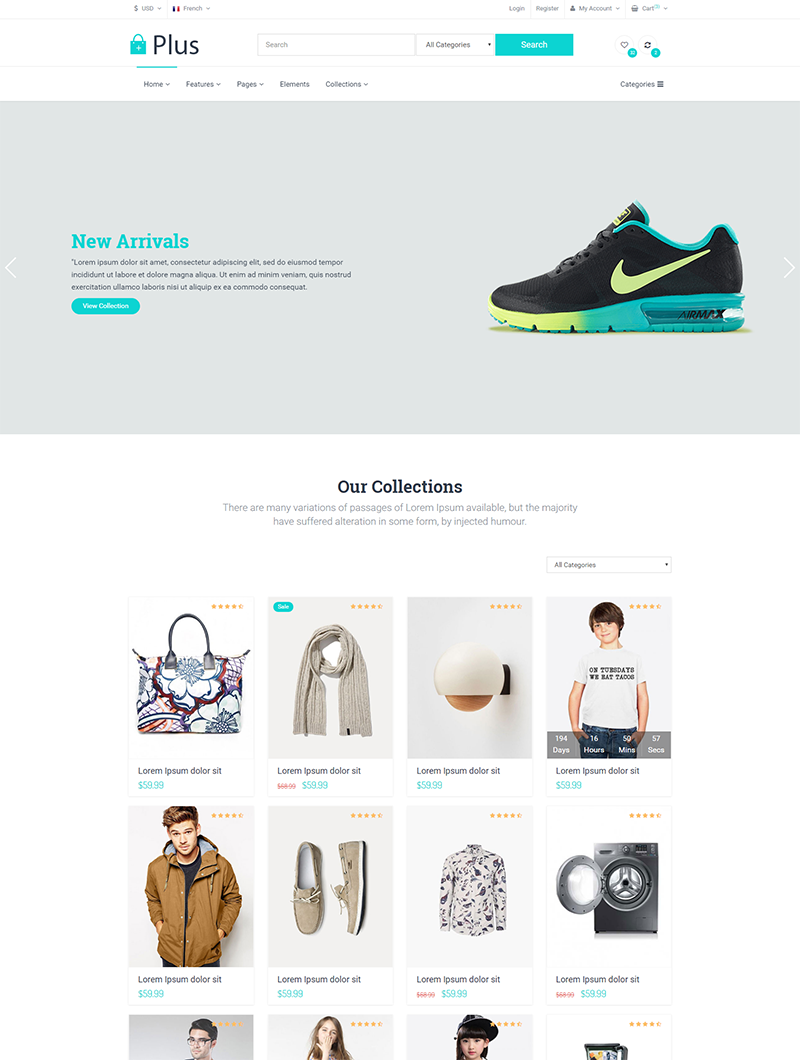 $ USD French Login Register My Account Cart
Plus Search All Categories Search
Home Features Pages Elements Collections Categories
New Arrivals
"Lorem ipsum dolor sit amet, consectetur adipiscing elit, sed do eiusmod tempor
incididunt ut labore et dolore magna aliqua. Ut enim ad minim veniam, quis nostrud
exercitation ullamco laboris nisi ut aliquip ex ea commodo consequat.
View Collection
AIRMAX
Our Collections
There are many variations of passages of Lorem Ipsum available, but the majority
have suffered alteration in some form, by injected humour.
All Categories
Sale
ON TUESDAYS
WE EAT TACOS
194 16 50 57
Days Hours Mins Secs
Lorem Ipsum dolor sit Lorem Ipsum dolor sit Lorem Ipsum dolor sit Lorem Ipsum dolor sit
$59.99 $68.99 $59.99 $59.99 $59.99
Lorem Ipsum dolor sit Lorem Ipsum dolor sit Lorem Ipsum dolor sit Lorem Ipsum dolor sit
$59.99 $59.99 $68.99 $59.99 $68.99 $59.99